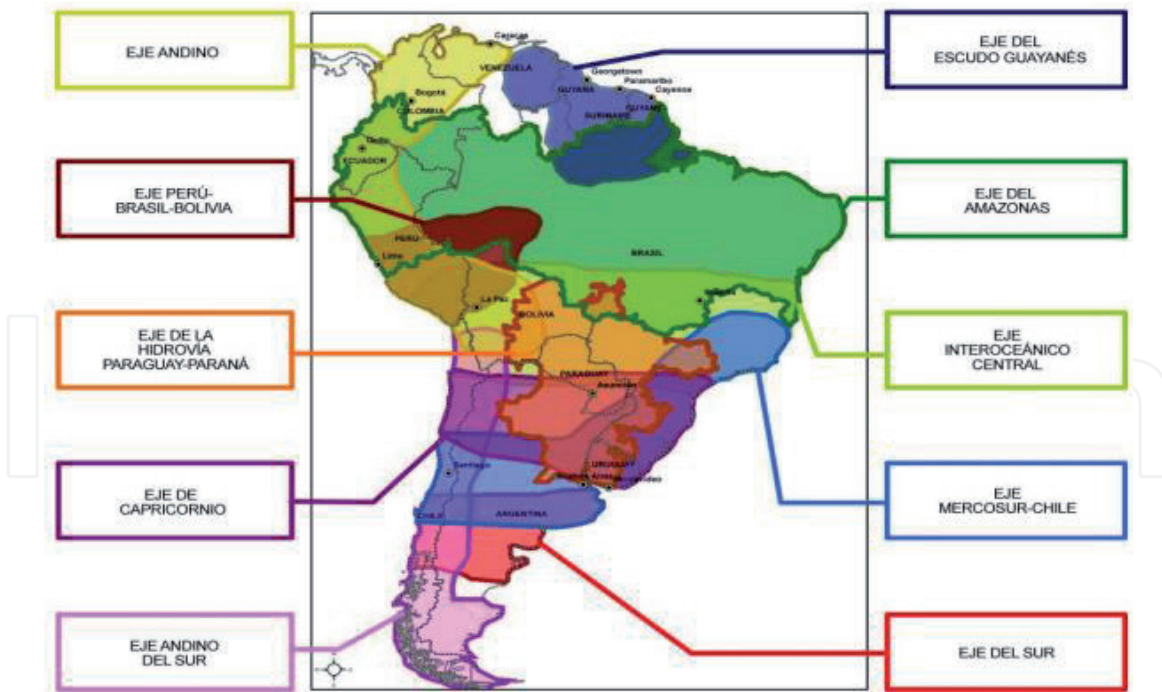 EJE ANDINO
EJE PERÚ-
BRASIL-BOLIVIA
EJE DE LA
HIDROVÍA
PARAGUAY-PARANÁ
EJE DE
CAPRICORNIO
EJE ANDINO
DEL SUR
Caracas
VENEZUELA
Georgetown
Paramaribo
GUYANA
Cayenne
Bogotá
COLOMBIA
SURINAME
Quito
ECUADOR
PERU
Lima
BRASIL
La Paz
BOLIVIA
PARAGUAY
Asunción
Santiago
URUGUAY
Buenos Aires
Montevideo
CHILE
ARGENTINA
EJE DEL
ESCUDO GUAYANÉS
EJE DEL
AMAZONAS
EJE
INTEROCEÁNICO
CENTRAL
EJE
MERCOSUR-CHILE
EJE DEL SUR